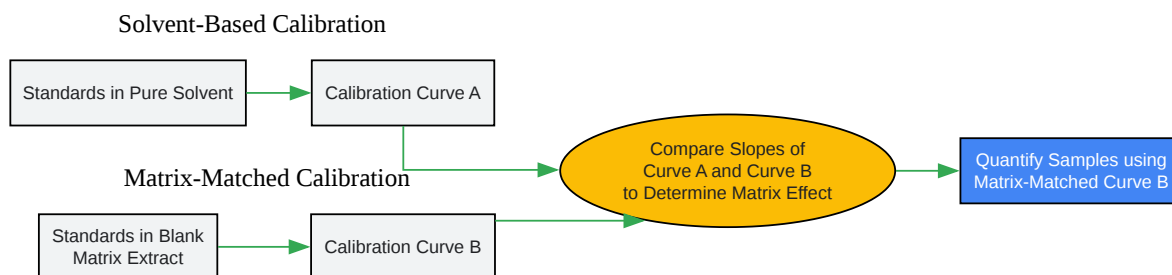 Solvent-Based Calibration
Standards in Pure Solvent
Calibration Curve A
Compare Slopes of
Curve A and Curve B
to Determine Matrix Effect
Quantify Samples using
Matrix-Matched Curve B
Matrix-Matched Calibration
Standards in Blank
Matrix Extract
Calibration Curve B